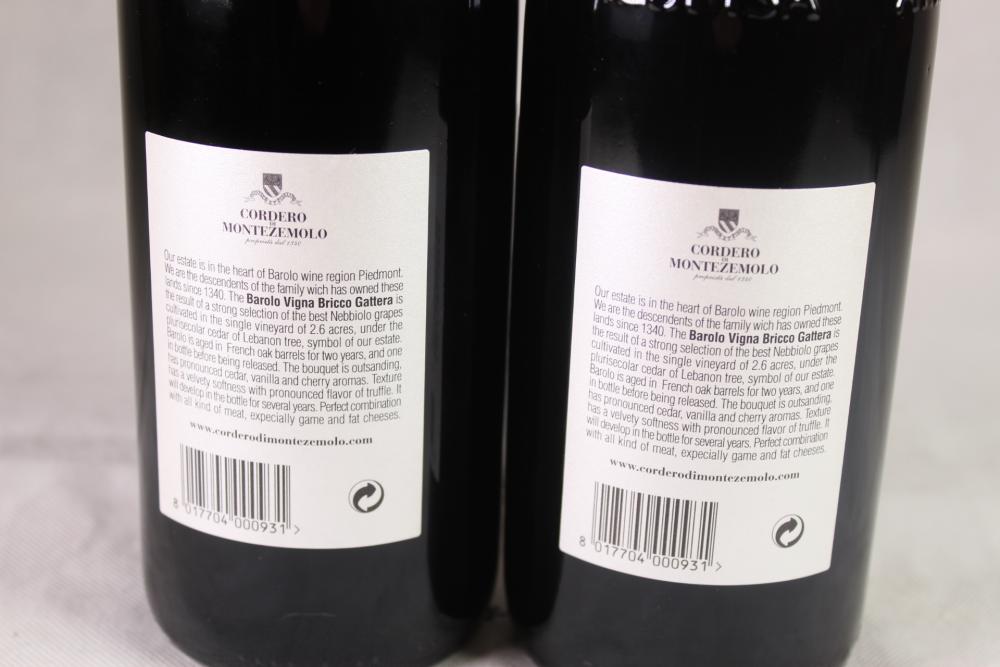 CORDERO
DI
MONTEZEMOLO
proprietà dal 1340
Our estate is in the heart of Barolo wine region Piedmont.
We are the descendents of the family wich has owned these
lands since 1340. The Barolo Vigna Bricco Gattera is
the result of a strong selection of the best Nebbiolo grapes
cultivated in the single vineyard of 2.6 acres, under the
plurisecolar cedar of Lebanon tree, symbol of our estate.
Barolo is aged in French oak barrels for two years, and one
in bottle before being released. The bouquet is outsanding,
has pronounced cedar, vanilla and cherry aromas. Texture
has a velvety softness with pronounced flavor of truffle. It
will develop in the bottle for several years. Perfect combination
with all kind of meat, expecially game and fat cheeses.
www.corderodimontezemolo.com
8 017704 000931 >
CORDERO
DI
MONTEZEMOLO
proprietà dal 1340
Our estate is in the heart of Barolo wine region Piedmont.
We are the descendents of the family wich has owned these
lands since 1340. The Barolo Vigna Bricco Gattera is
the result of a strong selection of the best Nebbiolo grapes
cultivated in the single vineyard of 2.6 acres, under the
plurisecolar cedar of Lebanon tree, symbol of our estate.
Barolo is aged in French oak barrels for two years, and one
in bottle before being released. The bouquet is outsanding,
has pronounced cedar, vanilla and cherry aromas. Texture
has a velvety softness with pronounced flavor of truffle. It
will develop in the bottle for several years. Perfect combination
with all kind of meat, expecially game and fat cheeses.
www.corderodimontezemolo.com
8 017704 000931 >